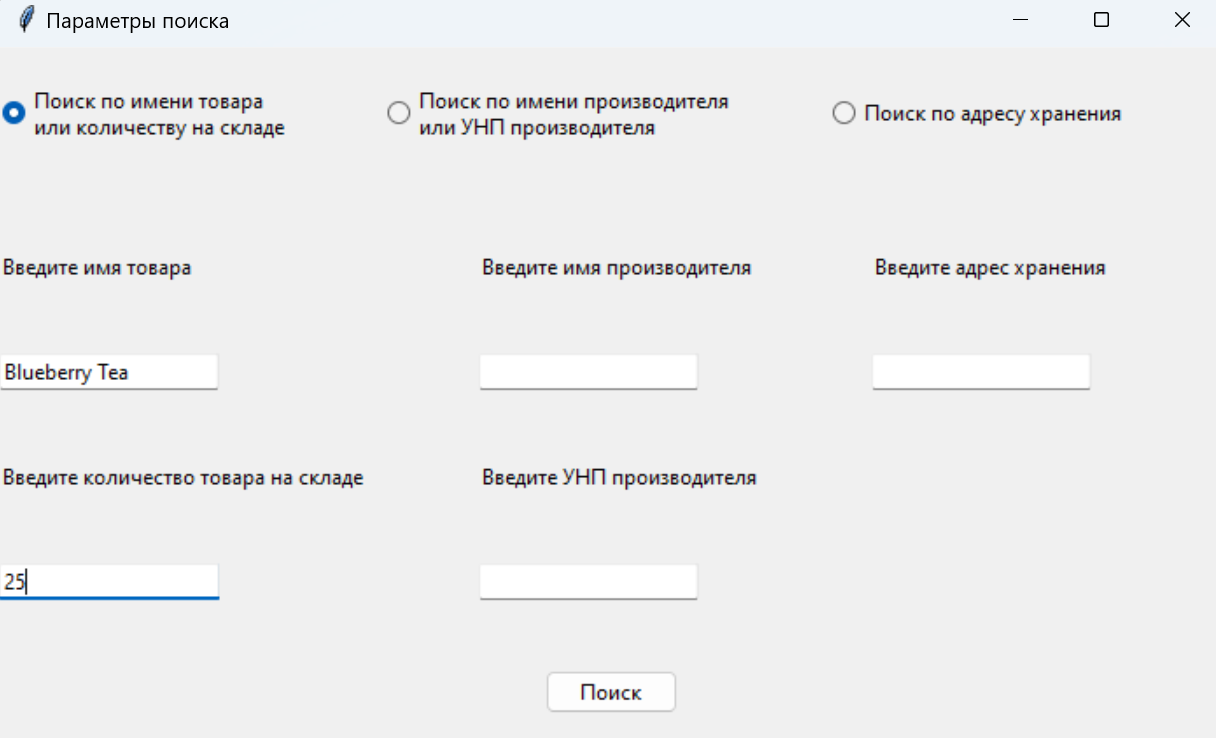 Параметры поиска
Поиск по имени товара
или количеству на складе
Поиск по имени производителя
или УНП производителя
Поиск по адресу хранения
Введите имя товара
Введите имя производителя
Введите адрес хранения
Blueberry Tea
Введите количество товара на складе
Введите УНП производителя
25
Поиск